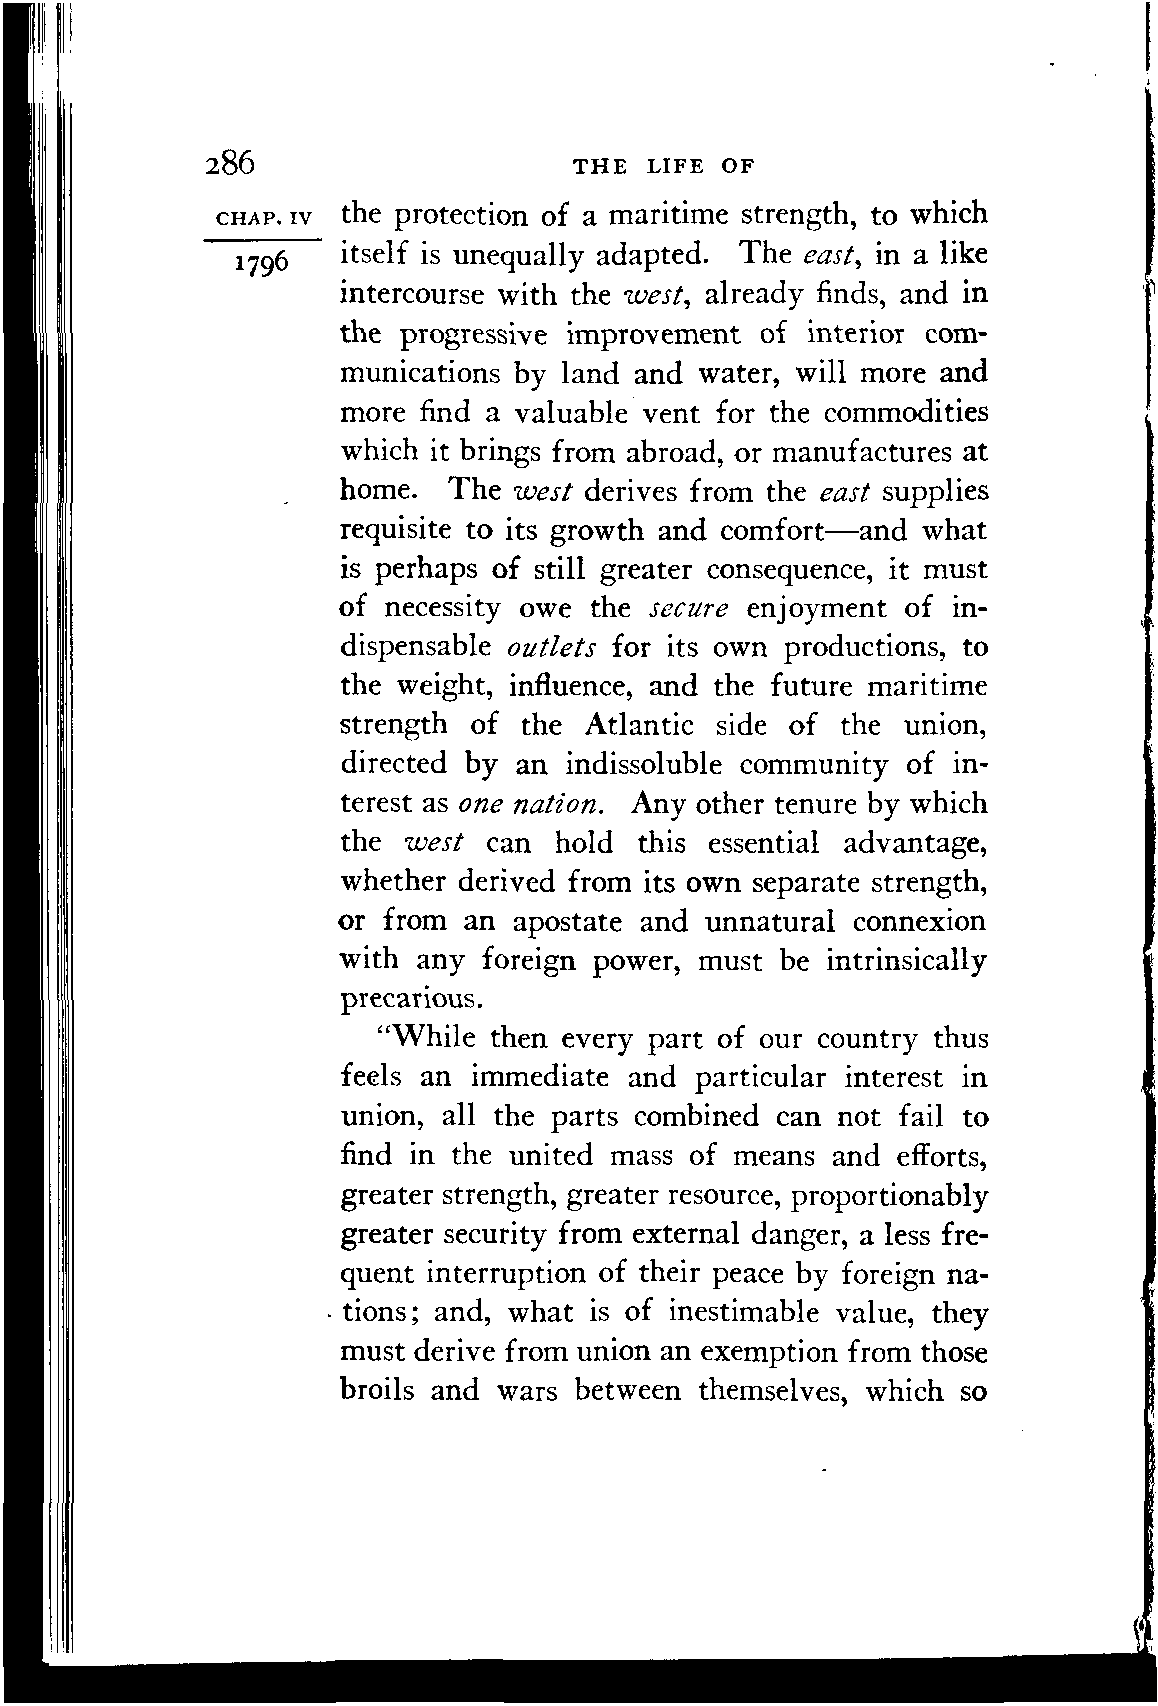 286 THE LIFE OF
CHAP. IV
1796
the protection of a maritime strength, to which
itself is unequally adapted. The east, in a like
intercourse with the west, already finds, and in
the progressive improvement of interior com-
munications by land and water, will more and
more find a valuable vent for the commodities
which it brings from abroad, or manufactures at
home. The west derives from the east supplies
requisite to its growth and comfort—and what
is perhaps of still greater consequence, it must
of necessity owe the secure enjoyment of in-
dispensable outlets for its own productions, to
the weight, influence, and the future maritime
strength of the Atlantic side of the union,
directed by an indissoluble community of in-
terest as one nation. Any other tenure by which
the west can hold this essential advantage,
whether derived from its own separate strength,
or from an apostate and unnatural connexion
with any foreign power, must be intrinsically
precarious.
"While then every part of our country thus
feels an immediate and particular interest in
union, all the parts combined can not fail to
find in the united mass of means and efforts,
greater strength, greater resource, proportionably
greater security from external danger, a less fre-
quent interruption of their peace by foreign na-
tions; and, what is of inestimable value, they
must derive from union an exemption from those
broils and wars between themselves, which so